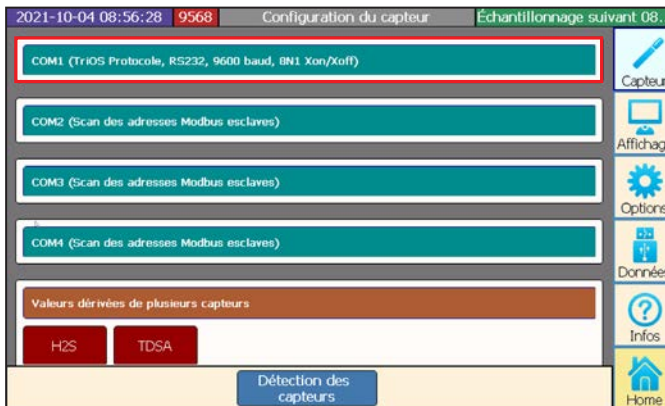 2021-10-04 08:56:28 9568 Configuration du capteur Échantillonnage suivant 08..
COM1 (TriOS Protocole, RS232, 9600 baud, 8N1 Xon/Xoff)
COM2 (Scan des adresses Modbus esclaves)
COM3 (Scan des adresses Modbus esclaves)
COM4 (Scan des adresses Modbus esclaves)
Valeurs dérivées de plusieurs capteurs
H2S TDSA
Détection des
capteurs
Capteur
Affichag
Options
Données
Infos
Home